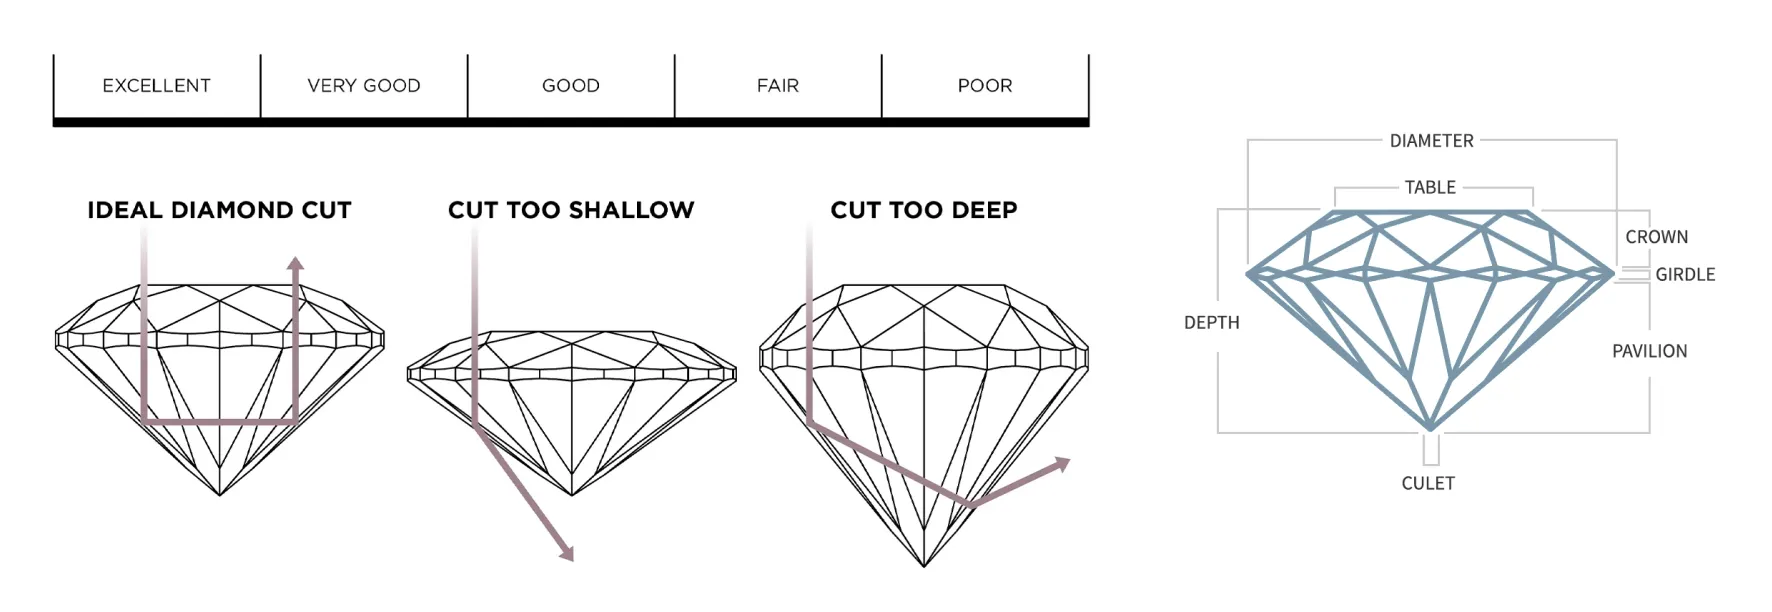 EXCELLENT
VERY GOOD
GOOD
FAIR
POOR
IDEAL DIAMOND CUT
CUT TOO SHALLOW
CUT TOO DEEP
DIAMETER
TABLE
CROWN
GIRDLE
DEPTH
PAVILION
CULET